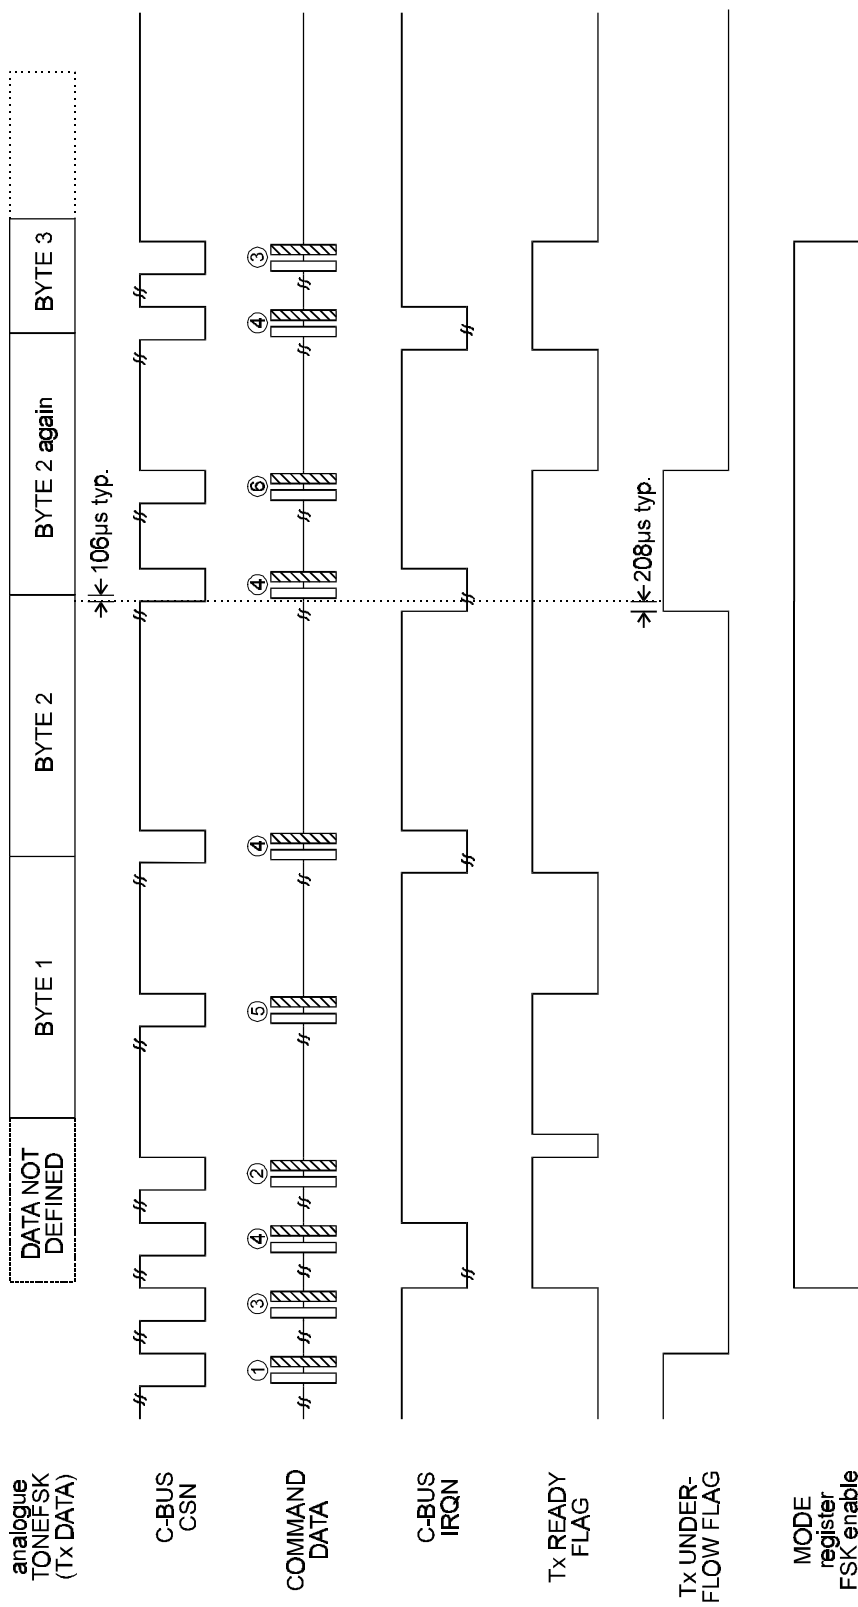 analogue
TONEFSK
(Tx DATA)
DATA NOT
DEFINED
BYTE 1
BYTE 2
BYTE 2 again
BYTE 3
106µs typ.
C-BUS
CSN
COMMAND
DATA
① ③ ④ ② ⑤ ④ ④ ⑥ ④ ③
C-BUS
IRQN
Tx READY
FLAG
208µs typ.
Tx UNDER-
FLOW FLAG
MODE
register
FSK enable